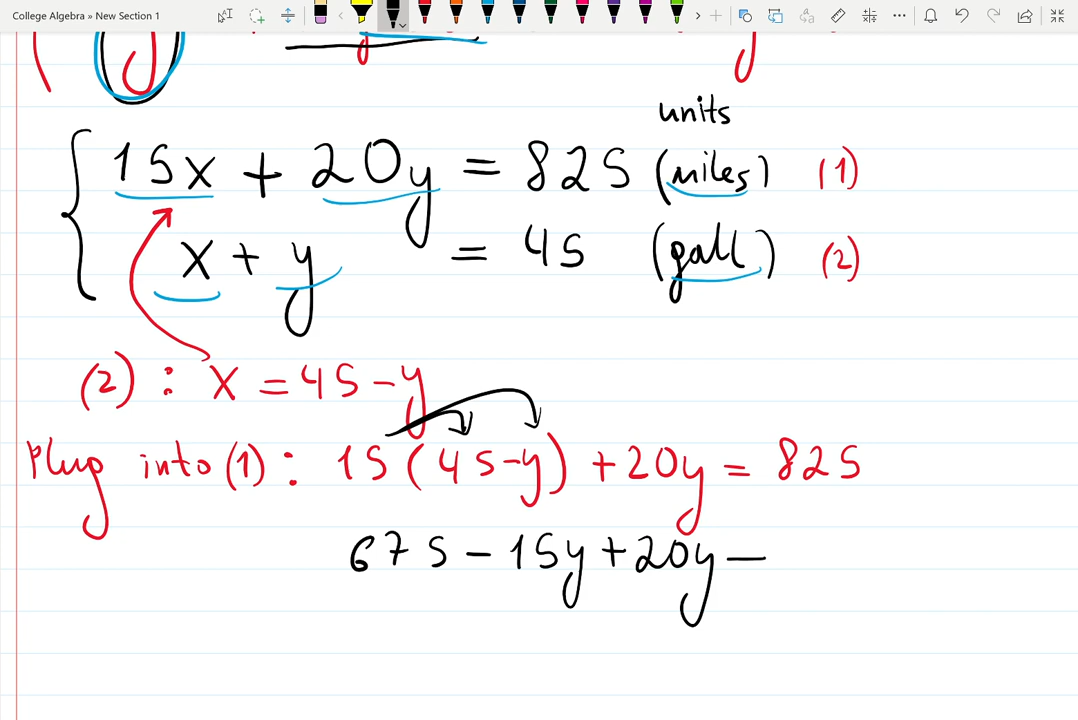 College Algebra » New Section 1
y
y
units
15x + 20y = 825 (miles) (1)
x + y = 45 (gall) (2)
(2) : x = 45 - y
Plug into (1) : 15 (45-y) + 20y = 825
675 - 15y + 20y -